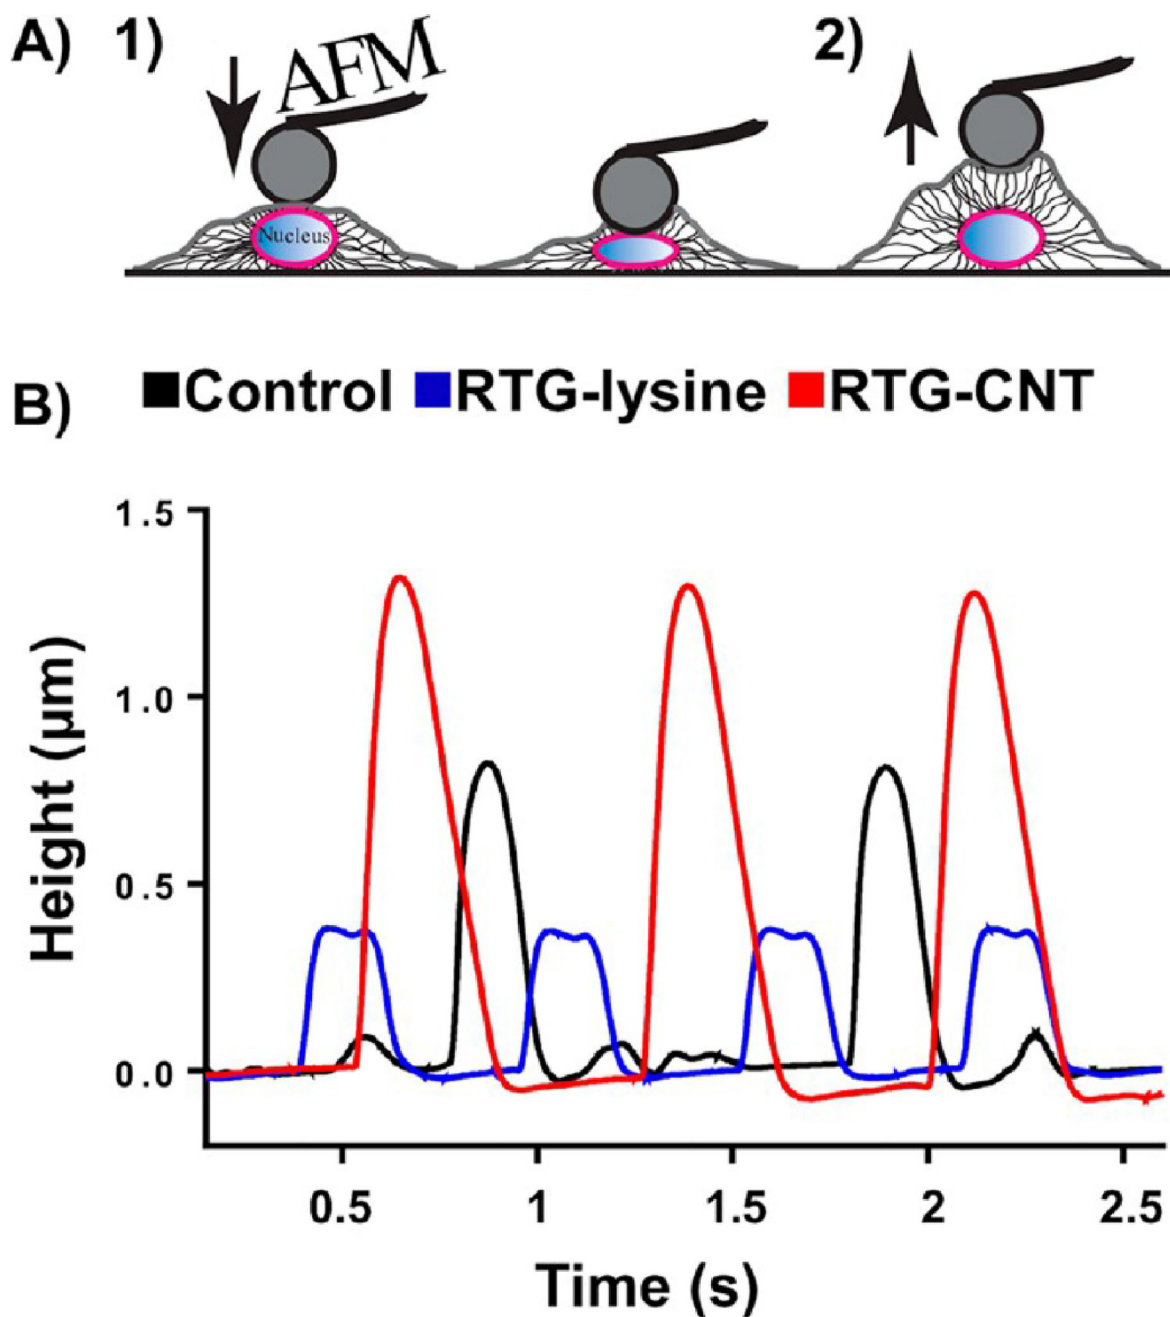 A) 1) 2)
AFM
Nucleus
B) Control RTG-lysine RTG-CNT
1.5
1.0
0.5
0.0
Height (µm)
0.5 1 1.5 2 2.5
Time (s)